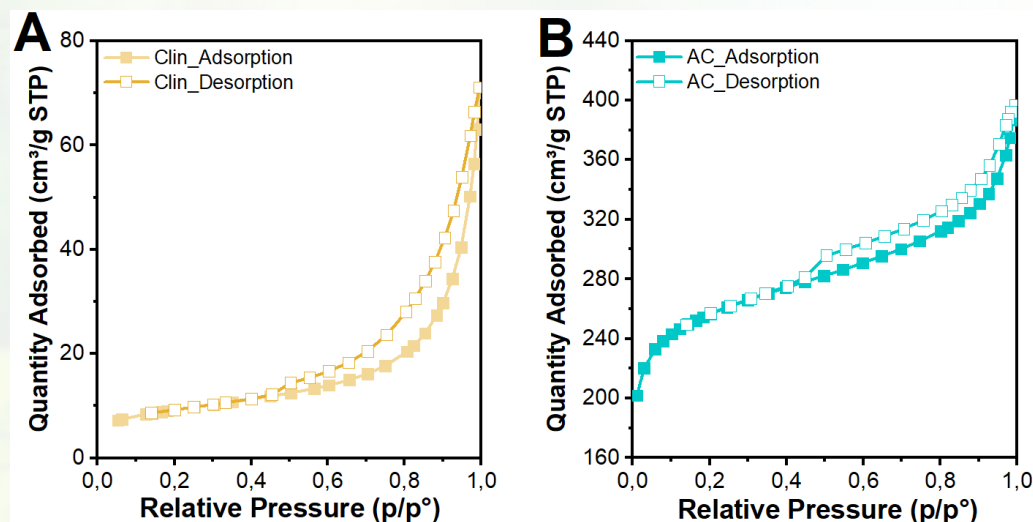 A
Quantity Adsorbed (cm³/g STP)
80
60
40
20
0
Clin_Adsorption
Clin_Desorption
0,0 0,2 0,4 0,6 0,8 1,0
Relative Pressure (p/p°)
B
Quantity Adsorbed (cm³/g STP)
440
400
360
320
280
240
200
160
AC_Adsorption
AC_Desorption
0,0 0,2 0,4 0,6 0,8 1,0
Relative Pressure (p/p°)